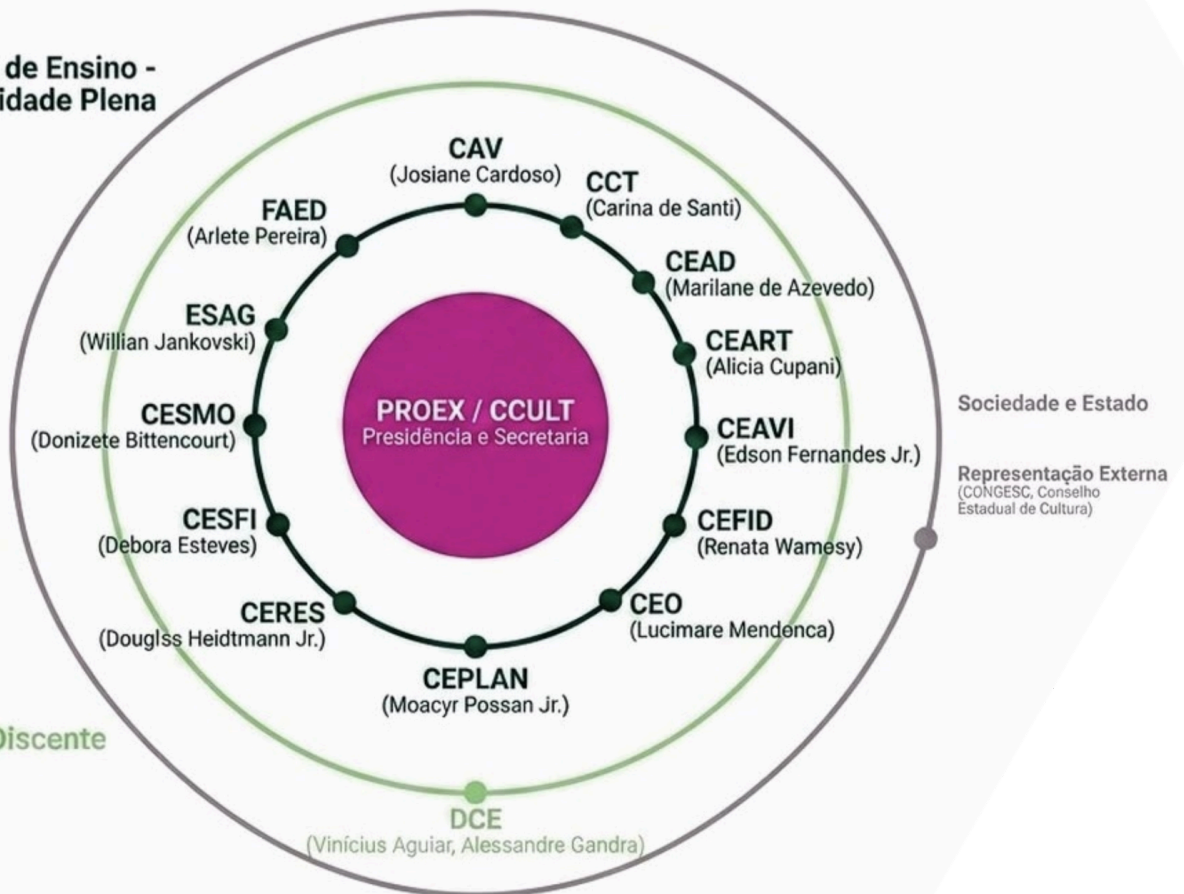 de Ensino -
idade Plena
CAV
(Josiane Cardoso)
CCT
(Carina de Santi)
FAED
(Arlete Pereira)
CEAD
(Marilane de Azevedo)
ESAG
(Willian Jankovski)
CEART
(Alicia Cupani)
PROEX / CCULT
Presidência e Secretaria
CESMO
(Donizete Bittencourt)
CEAVI
(Edson Fernandes Jr.)
Sociedade e Estado
Representação Externa
(CONGESC, Conselho
Estadual de Cultura)
CESFI
(Debora Esteves)
CEFID
(Renata Wamosy)
CERES
(Douglss Heidtmann Jr.)
CEO
(Lucimare Mendonca)
CEPLAN
(Moacyr Possan Jr.)
Discente
DCE
(Vinícius Aguiar, Alessandre Gandra)